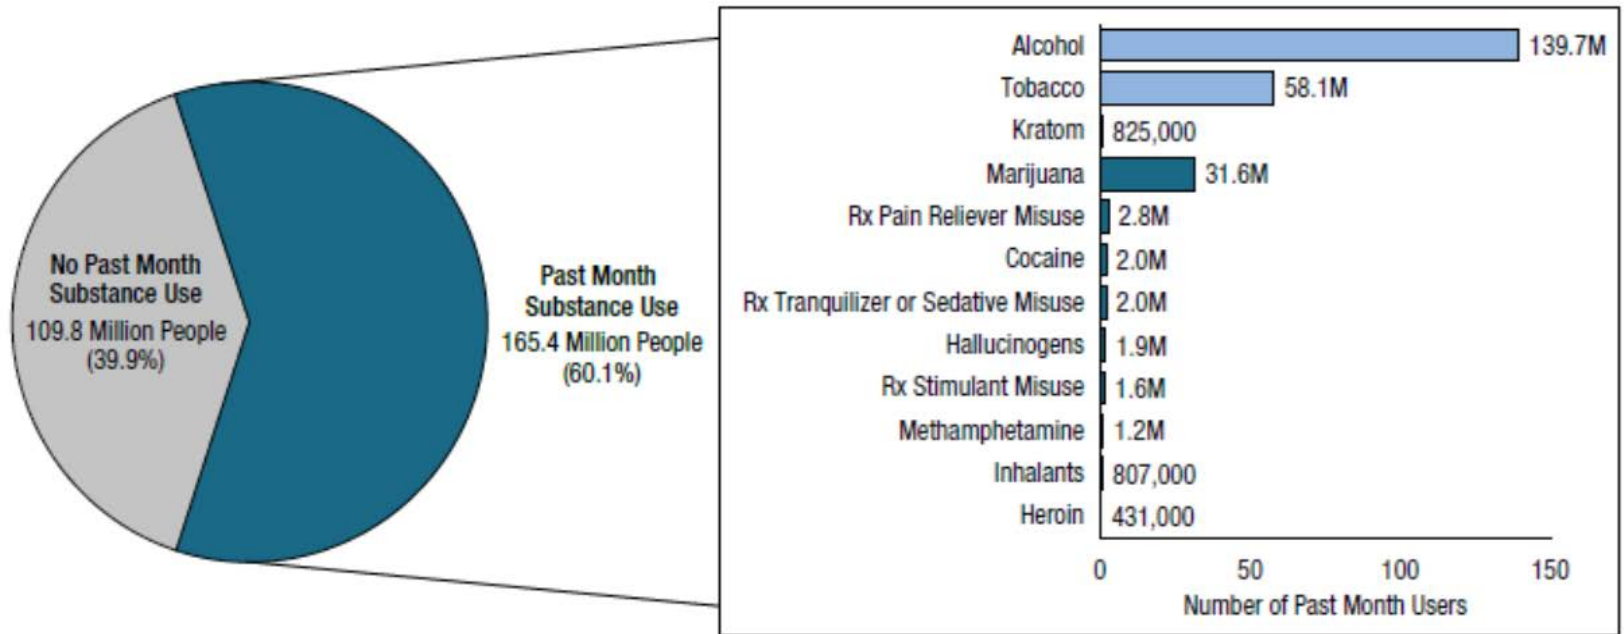 No Past Month
Substance Use
109.8 Million People
(39.9%)
Past Month
Substance Use
165.4 Million People
(60.1%)
Alcohol 139.7M
Tobacco 58.1M
Kratom 825,000
Marijuana 31.6M
Rx Pain Reliever Misuse 2.8M
Cocaine 2.0M
Rx Tranquilizer or Sedative Misuse 2.0M
Hallucinogens 1.9M
Rx Stimulant Misuse 1.6M
Methamphetamine 1.2M
Inhalants 807,000
Heroin 431,000
0 50 100 150
Number of Past Month Users